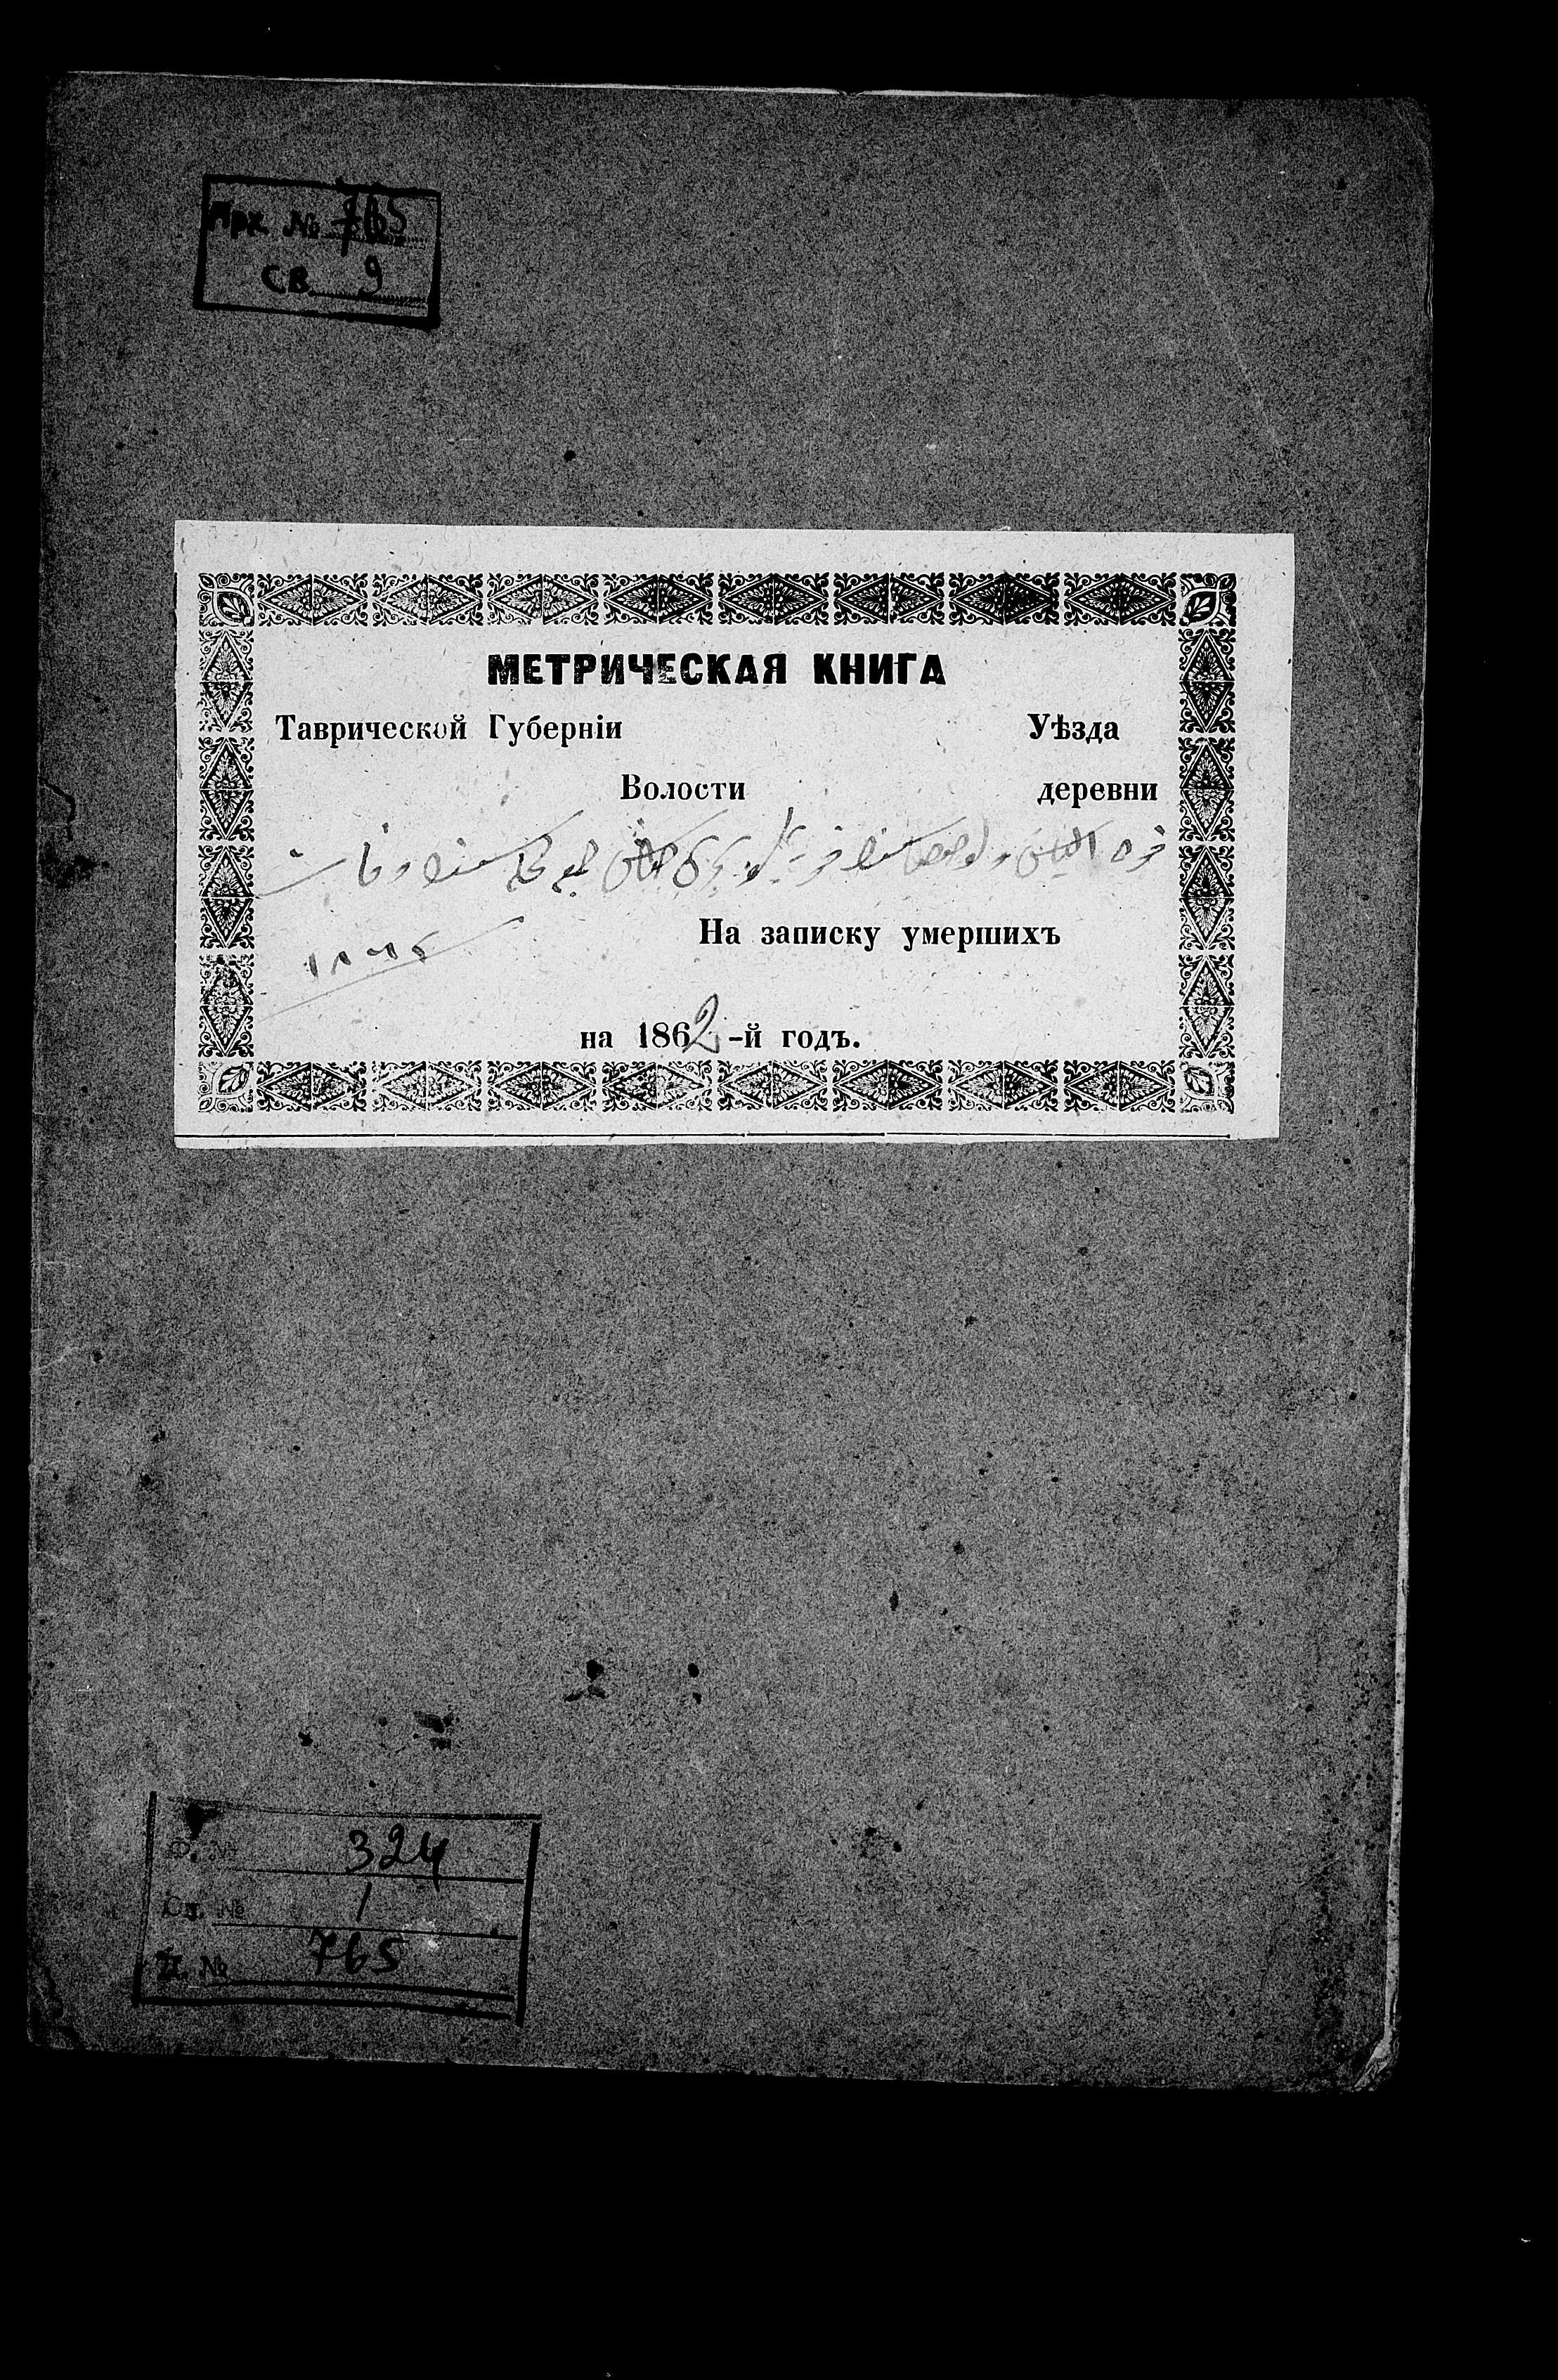 Арх. № 765
св. 9
МЕТРИЧЕСКАЯ КНИГА
Таврической Губерніи Уѣзда
Волости деревни
На записку умершихъ
١٨٦٢
на 1862-й годъ.
Ф. № 324
Оп. № 1
Д. № 765